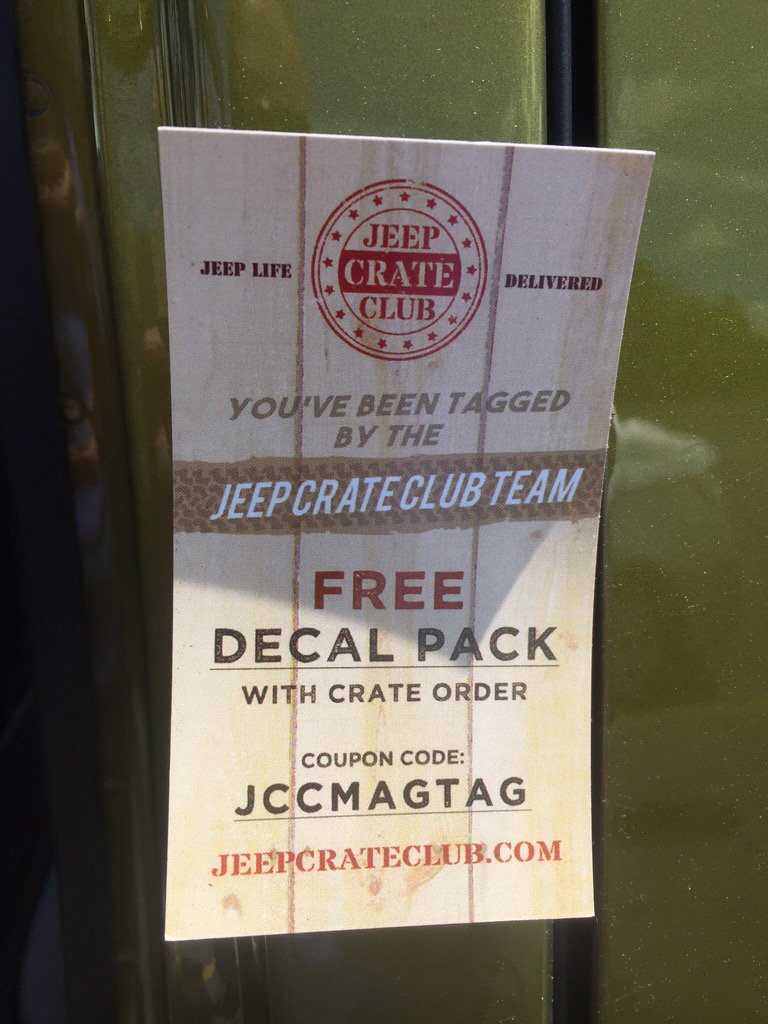 JEEP
CRATE
CLUB
JEEP LIFE
DELIVERED
YOU'VE BEEN TAGGED
BY THE
JEEP CRATE CLUB TEAM
FREE
DECAL PACK
WITH CRATE ORDER
COUPON CODE:
JCCMAGTAG
JEEPCRATECLUB.COM